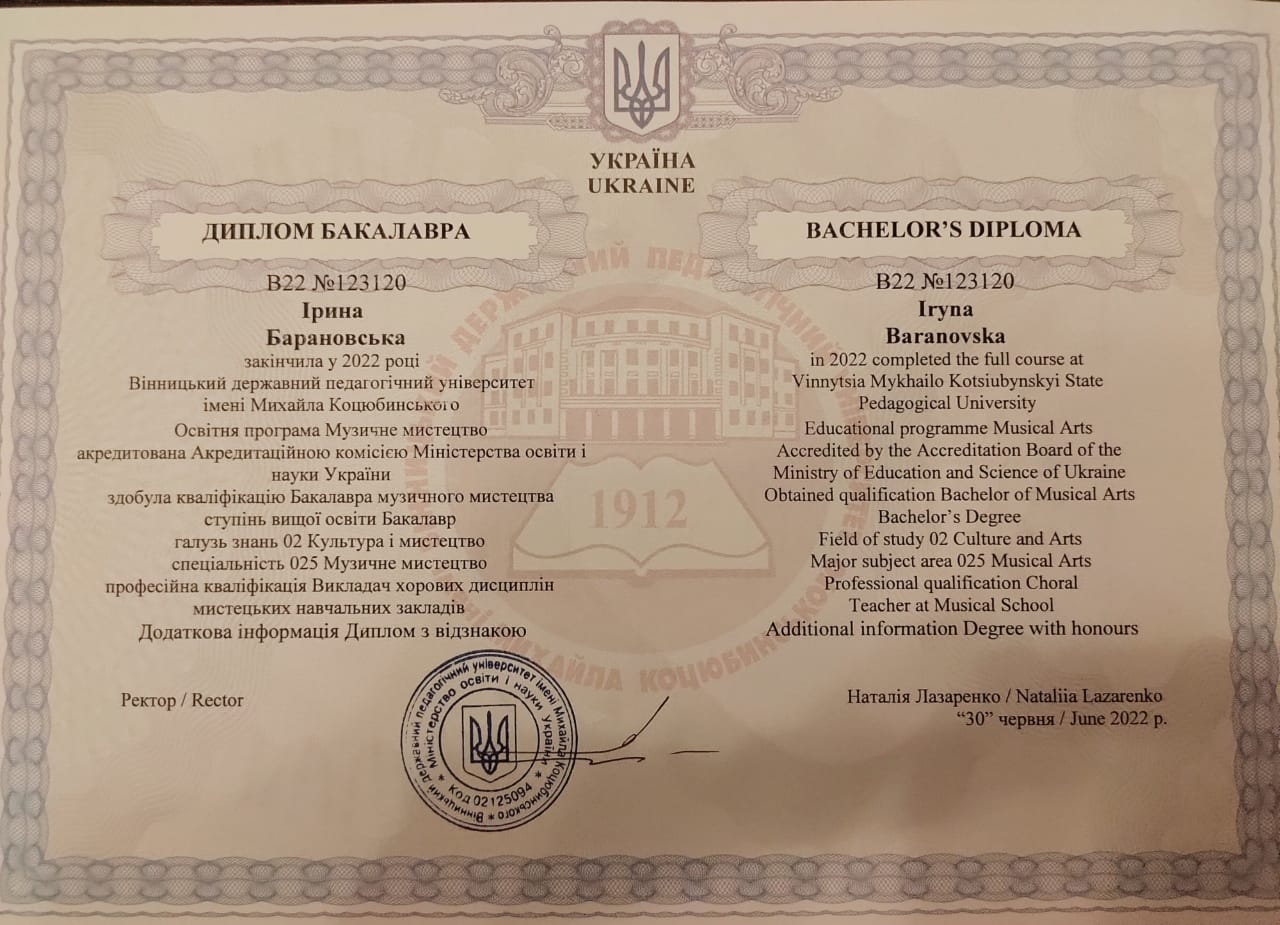 УКРАЇНА
UKRAINE
ДИПЛОМ БАКАЛАВРА
В22 №123120
Ірина
Барановська
закінчила у 2022 році
Вінницький державний педагогічний університет
імені Михайла Коцюбинського
Освітня програма Музичне мистецтво
акредитована Акредитаційною комісією Міністерства освіти і
науки України
здобула кваліфікацію Бакалавра музичного мистецтва
ступінь вищої освіти Бакалавр
галузь знань 02 Культура і мистецтво
спеціальність 025 Музичне мистецтво
професійна кваліфікація Викладач хорових дисциплін
мистецьких навчальних закладів
Додаткова інформація Диплом з відзнакою
BACHELOR’S DIPLOMA
В22 №123120
Iryna
Baranovska
in 2022 completed the full course at
Vinnytsia Mykhailo Kotsiubynskyi State
Pedagogical University
Educational programme Musical Arts
Accredited by the Accreditation Board of the
Ministry of Education and Science of Ukraine
Obtained qualification Bachelor of Musical Arts
Bachelor’s Degree
Field of study 02 Culture and Arts
Major subject area 025 Musical Arts
Professional qualification Choral
Teacher at Musical School
Additional information Degree with honours
1912
МИХАЙЛА КОЦЮБИНСЬКОГО
Ректор / Rector
Наталія Лазаренко / Nataliia Lazarenko
“30” червня / June 2022 р.
Вінницький державний педагогічний університет імені Михайла Коцюбинського
Міністерство освіти і науки України
Код 02125094